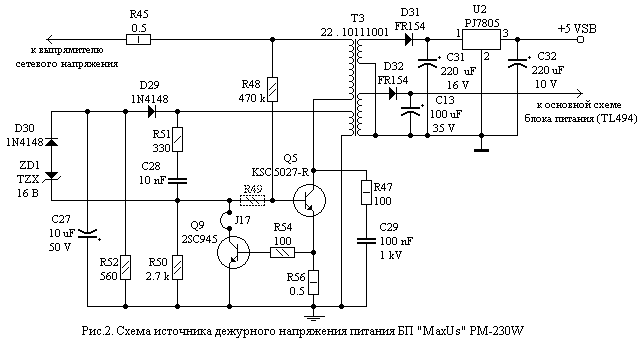 R45
0.5
T3
22 . 10111001
D31
FR154
U2
PJ7805
1
3
2
+5 VSB
к выпрямителю
сетевого напряжения
R48
470 k
C31
220 uF
16 V
C32
220 uF
10 V
D32
FR154
C13
100 uF
35 V
к основной схеме
блока питания (TL494)
D29
1N4148
D30
1N4148
R51
330
ZD1
TZX
16 В
C28
10 nF
Q5
KSC5027-R
R49
R47
100
C27
10 uF
50 V
Q9
2SC945
J17
R54
100
C29
100 nF
1 kV
R52
560
R50
2.7 k
R56
0.5
Рис.2. Схема источника дежурного напряжения питания БП "MaxUs" PM-230W